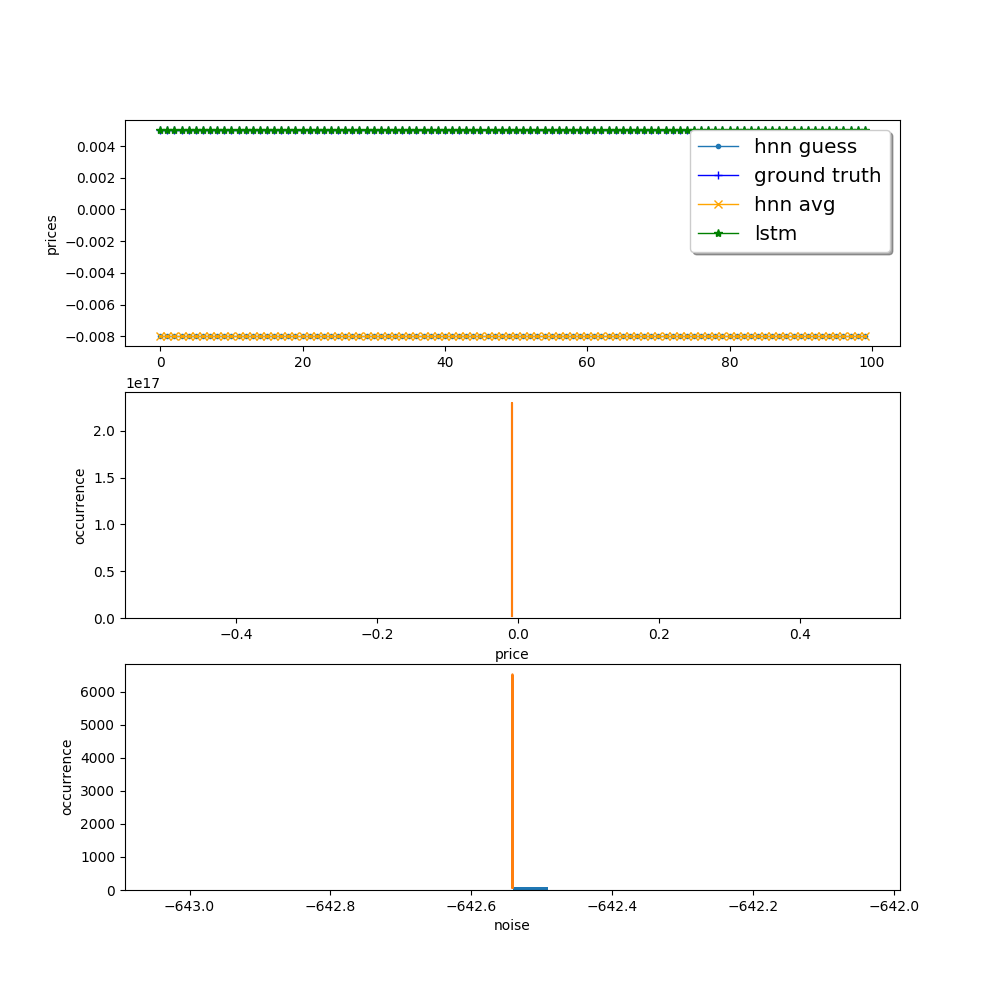 0.004
0.002
0.000
−0.002
−0.004
−0.006
−0.008
prices
hnn guess
ground truth
hnn avg
lstm
0 20 40 60 80 100
1e17
2.0
1.5
1.0
0.5
0.0
occurrence
−0.4 −0.2 0.0 0.2 0.4
price
6000
5000
4000
3000
2000
1000
0
occurrence
−643.0 −642.8 −642.6 −642.4 −642.2 −642.0
noise